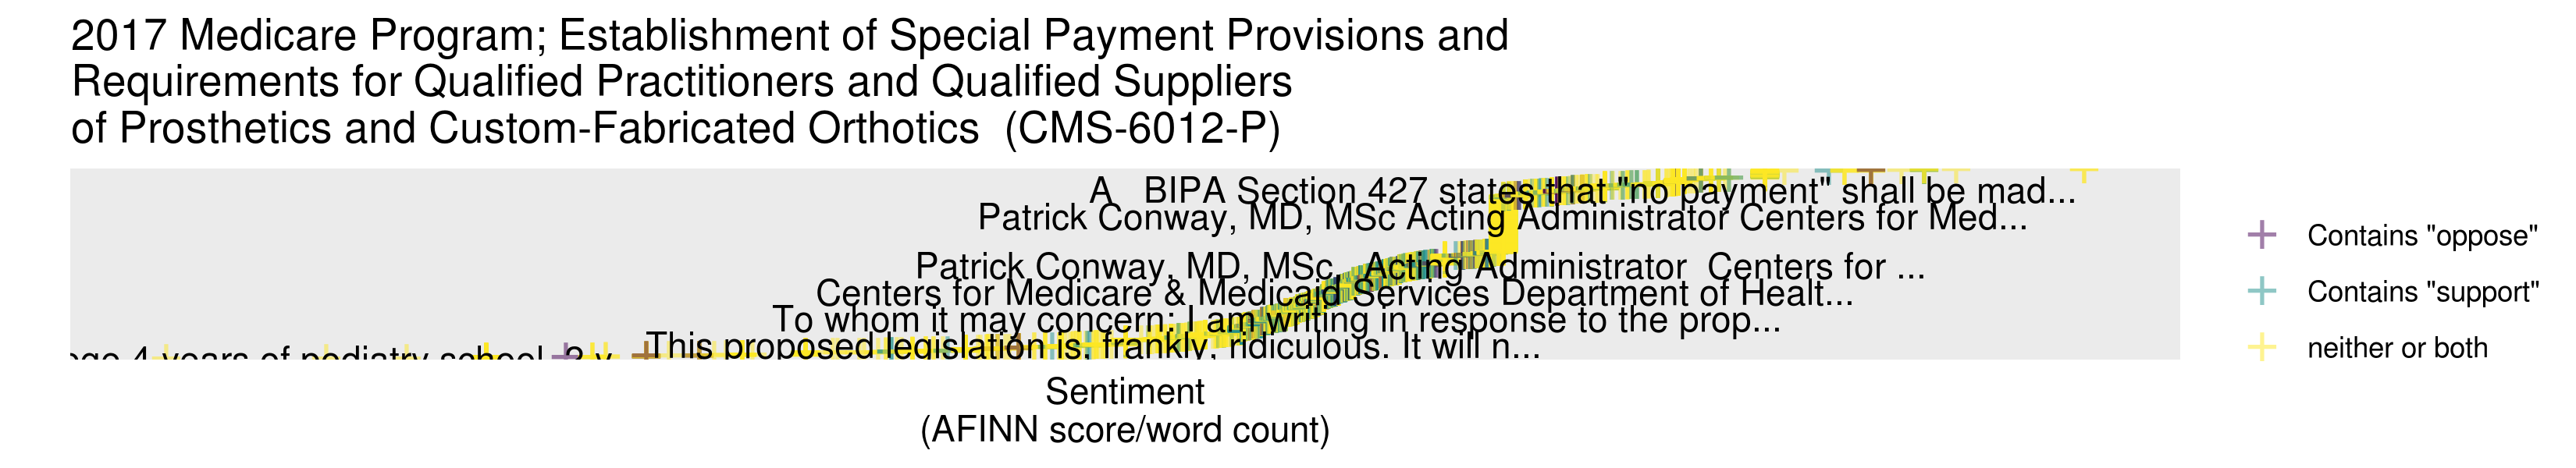 2017 Medicare Program; Establishment of Special Payment Provisions and
Requirements for Qualified Practitioners and Qualified Suppliers
of Prosthetics and Custom-Fabricated Orthotics (CMS-6012-P)
A BIPA Section 427 states that "no payment" shall be mad...
Patrick Conway, MD, MSc Acting Administrator Centers for Med...
Patrick Conway, MD, MSc, Acting Administrator Centers for ...
Centers for Medicare & Medicaid Services Department of Healt...
To whom it may concern: I am writing in response to the prop...
This proposed legislation is, frankly, ridiculous. It will n...
4 years of podiatry school, 2 y
Sentiment
(AFINN score/word count)
Contains "oppose"
Contains "support"
neither or both